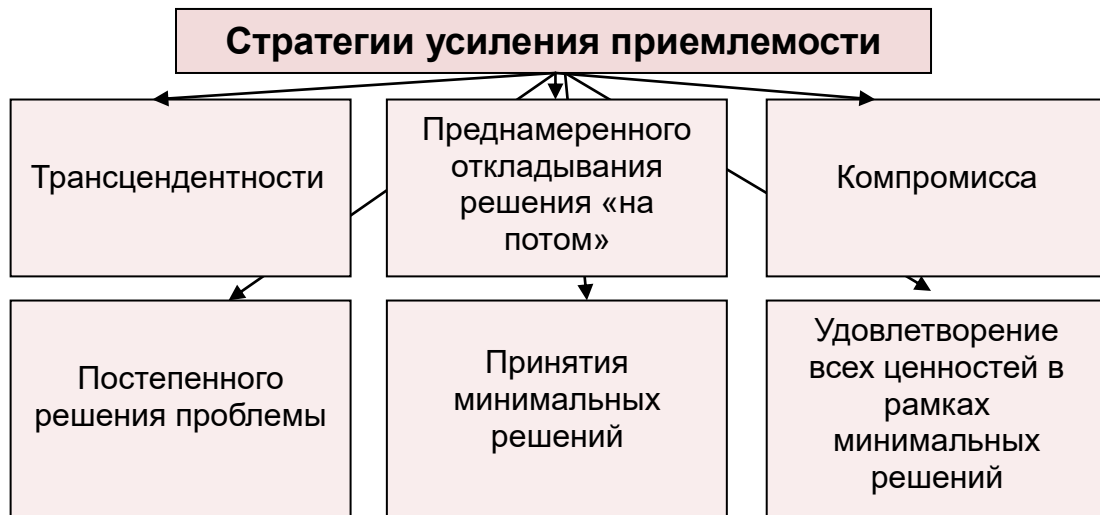 Стратегии усиления приемлемости
Трансцендентности
Преднамеренного
откладывания
решения «на
потом»
Компромисса
Постепенного
решения проблемы
Принятия
минимальных
решений
Удовлетворение
всех ценностей в
рамках
минимальных
решений